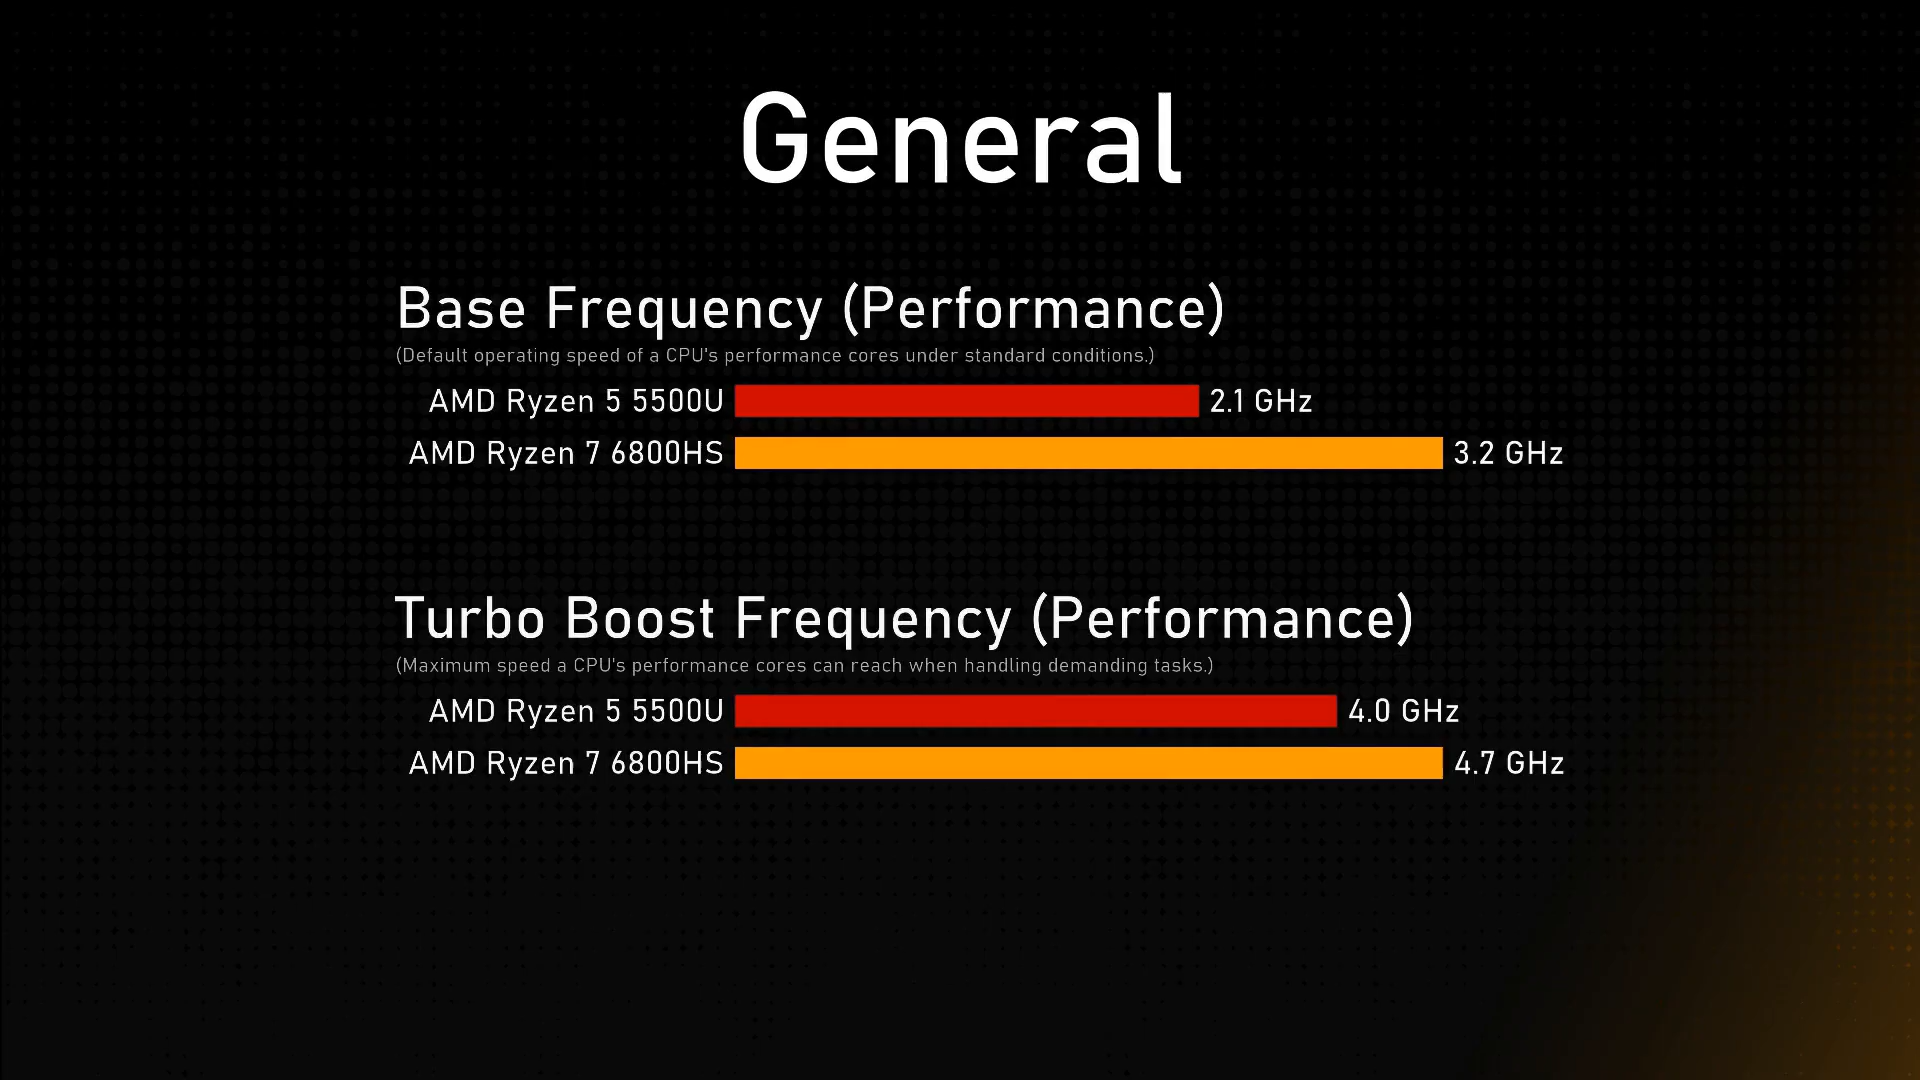 General
Base Frequency (Performance)
(Default operating speed of a CPU's performance cores under standard conditions.)
AMD Ryzen 5 5500U 2.1 GHz
AMD Ryzen 7 6800HS 3.2 GHz
Turbo Boost Frequency (Performance)
(Maximum speed a CPU's performance cores can reach when handling demanding tasks.)
AMD Ryzen 5 5500U 4.0 GHz
AMD Ryzen 7 6800HS 4.7 GHz